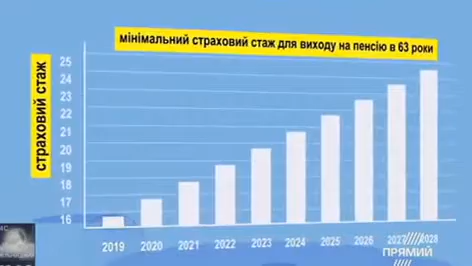 мінімальний страховий стаж для виходу на пенсію в 63 роки
страховий стаж
25
24
23
22
21
20
19
18
17
16
2019 2020 2021 2022 2023 2024 2025 2026 2027 2028
ПРЯМИЙ